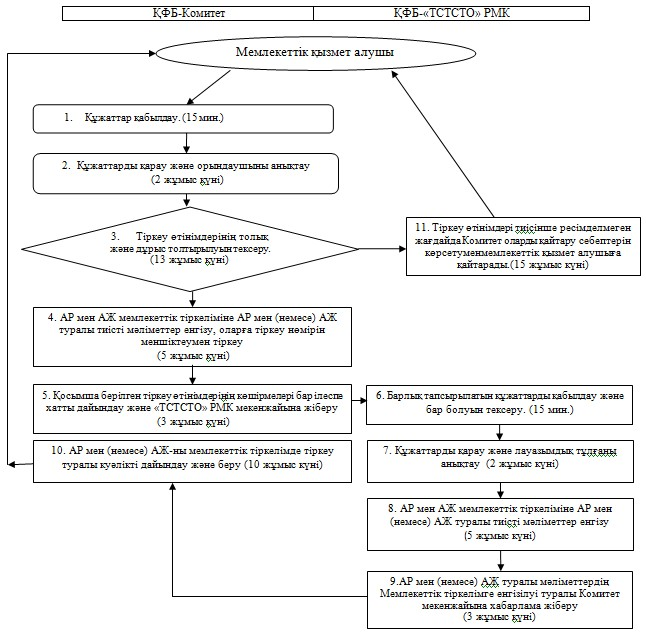 ҚФБ-Комитет
ҚФБ-«ТСТСТО» РМК
Мемлекеттік қызмет алушы
1. Құжаттар қабылдау. (15 мин.)
2. Құжаттарды қарау және орындаушыны анықтау
(2 жұмыс күні)
3. Тіркеу өтінімдерінің толық
және дұрыс толтырылуын тексеру.
(13 жұмыс күні)
11. Тіркеу өтінімдері тиісінше ресімделмеген
жағдайда Комитет оларды қайтару себептерін
көрсетуменмемлекеттік қызмет алушыға
қайтарады.(15 жұмыс күні)
4. АР мен АЖ мемлекеттік тіркеліміне АР мен (немесе) АЖ
туралы тиісті мәліметтер енгізу, оларға тіркеу нөмірін
меншіктеумен тіркеу
(5 жұмыс күні)
5. Қосымша берілген тіркеу өтінімдерінің көшірмелері бар ілеспе
хатты дайындау және «ТСТСТО» РМК мекенжайына жіберу
(3 жұмыс күні)
6. Барлық тапсырылатын құжаттарды қабылдау және
бар болуын тексеру. (15 мин.)
10. АР мен (немесе) АЖ-ны мемлекеттік тіркелімде тіркеу
туралы куәлікті дайындау және беру (10 жұмыс күні)
7. Құжаттарды қарау және лауазымдық тұлғаны
анықтау (2 жұмыс күні)
8. АР мен АЖ мемлекеттік тіркеліміне АР мен
(немесе) АЖ туралы тиісті мәліметтер енгізу
(5 жұмыс күні)
9.АР мен (немесе) АЖ туралы мәліметтердің
Мемлекеттік тіркелімге енгізілуі туралы Комитет
мекенжайына хабарлама жіберу
(3 жұмыс күні)